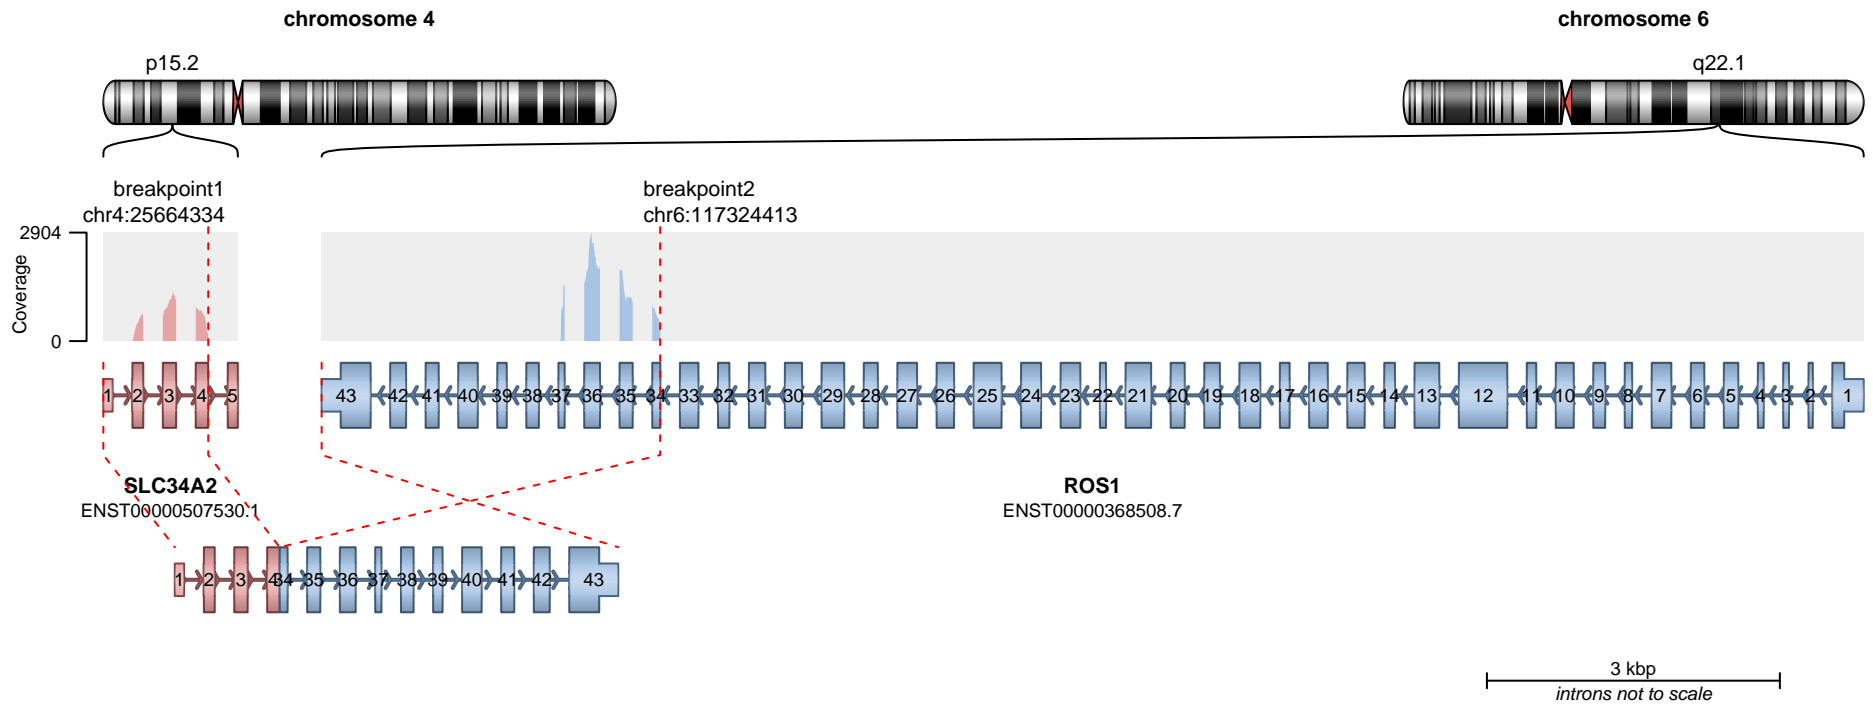 chromosome 4
chromosome 6
p15.2
q22.1
breakpoint1
chr4:25664334
breakpoint2
chr6:117324413
2904
Coverage
0
1 2 3 4 5
43 42 41 40 39 38 37 36 35 34 33 32 31 30 29 28 27 26 25 24 23 22 21 20 19 18 17 16 15 14 13 12 11 10 9 8 7 6 5 4 3 2 1
SLC34A2
ENST00000507530.1
ROS1
ENST00000368508.7
1 2 3 4 34 35 36 37 38 39 40 41 42 43
3 kbp
introns not to scale